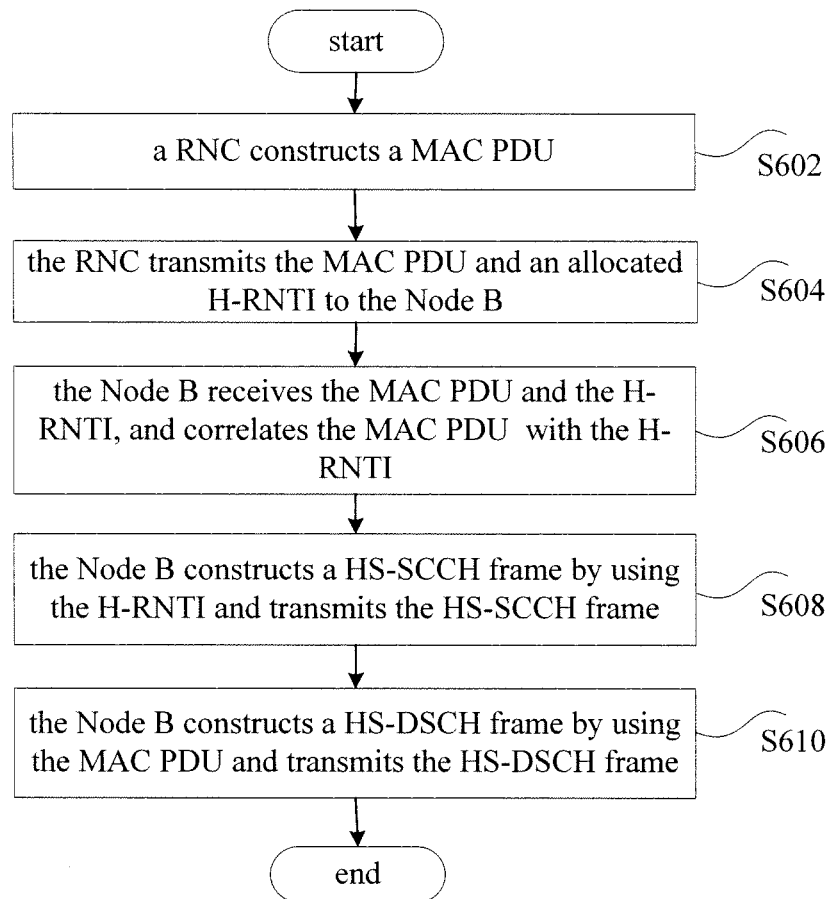 start
a RNC constructs a MAC PDU
S602
the RNC transmits the MAC PDU and an allocated
H-RNTI to the Node B
S604
the Node B receives the MAC PDU and the H-
RNTI, and correlates the MAC PDU with the H-
RNTI
S606
the Node B constructs a HS-SCCH frame by using
the H-RNTI and transmits the HS-SCCH frame
S608
the Node B constructs a HS-DSCH frame by using
the MAC PDU and transmits the HS-DSCH frame
S610
end